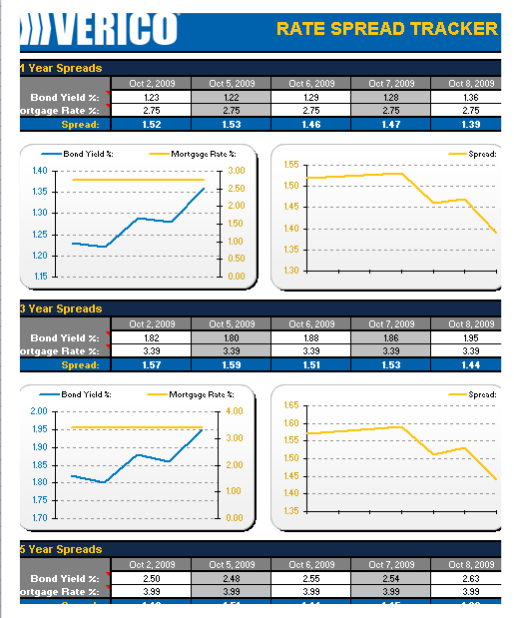 VERICO
RATE SPREAD TRACKER
1 Year Spreads
Oct 2, 2009 Oct 5, 2009 Oct 6, 2009 Oct 7, 2009 Oct 8, 2009
Bond Yield %: 1.23 1.22 1.29 1.28 1.36
ortgage Rate %: 2.75 2.75 2.75 2.75 2.75
Spread: 1.52 1.53 1.46 1.47 1.39
Bond Yield %: Mortgage Rate %:
1.40 3.00
1.35 2.50
1.30 2.00
1.50
1.25
1.00
1.20 0.50
1.15 0.00
Spread:
1.55
1.50
1.45
1.40
1.35
1.30
3 Year Spreads
Oct 2, 2009 Oct 5, 2009 Oct 6, 2009 Oct 7, 2009 Oct 8, 2009
Bond Yield %: 1.82 1.80 1.88 1.86 1.95
ortgage Rate %: 3.39 3.39 3.39 3.39 3.39
Spread: 1.57 1.59 1.51 1.53 1.44
Bond Yield %: Mortgage Rate %:
2.00 4.00
1.95
1.90 3.00
1.85 2.00
1.80
1.75 1.00
1.70 0.00
Spread:
1.65
1.60
1.55
1.50
1.45
1.40
1.35
5 Year Spreads
Oct 2, 2009 Oct 5, 2009 Oct 6, 2009 Oct 7, 2009 Oct 8, 2009
Bond Yield %: 2.50 2.48 2.55 2.54 2.63
ortgage Rate %: 3.99 3.99 3.99 3.99 3.99